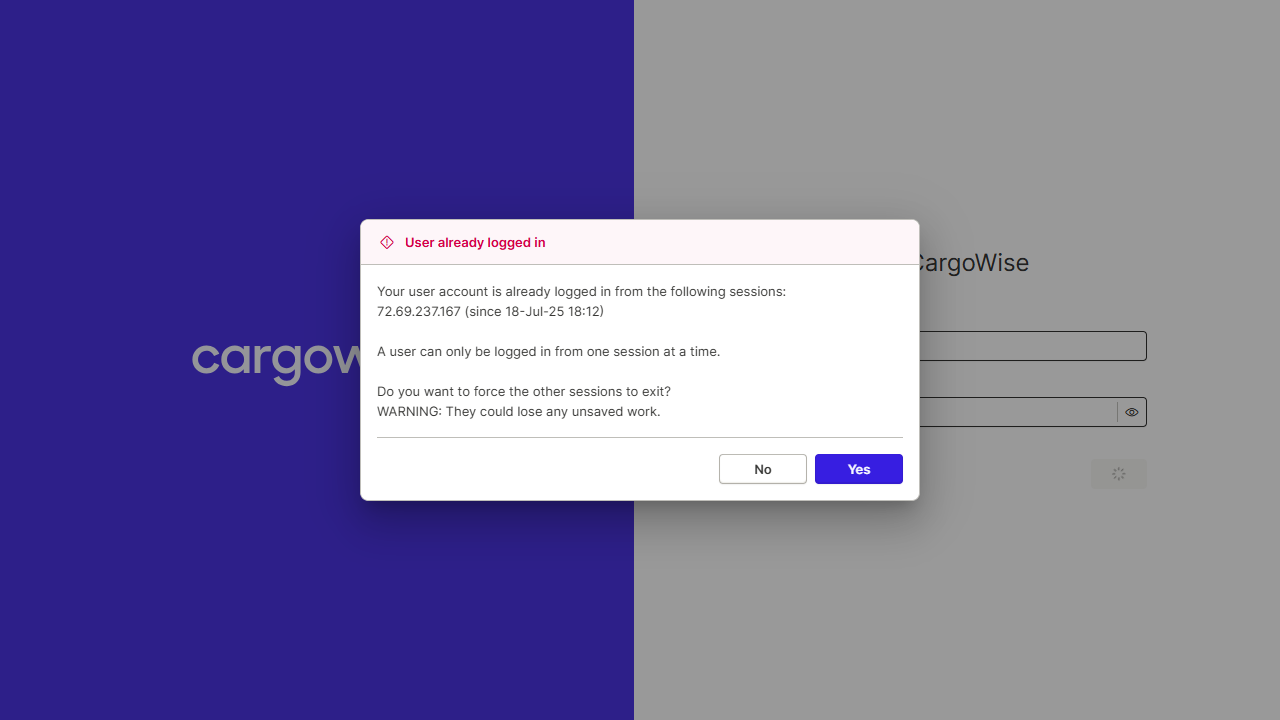 User already logged in
Your user account is already logged in from the following sessions:
72.69.237.167 (since 18-Jul-25 18:12)
A user can only be logged in from one session at a time.
Do you want to force the other sessions to exit?
WARNING: They could lose any unsaved work.
No
Yes
cargow
CargoWise